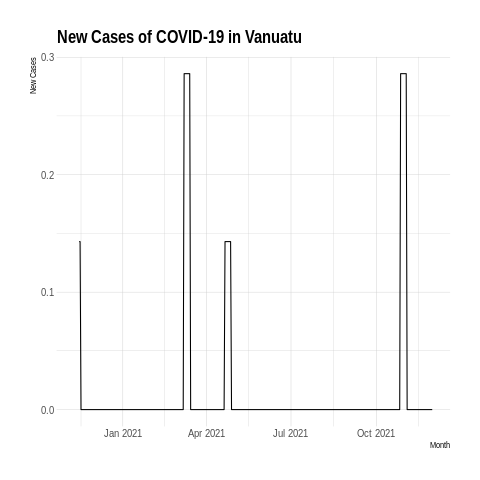 New Cases of COVID-19 in Vanuatu
New Cases
0.3
0.2
0.1
0.0
Jan 2021 Apr 2021 Jul 2021 Oct 2021
Month